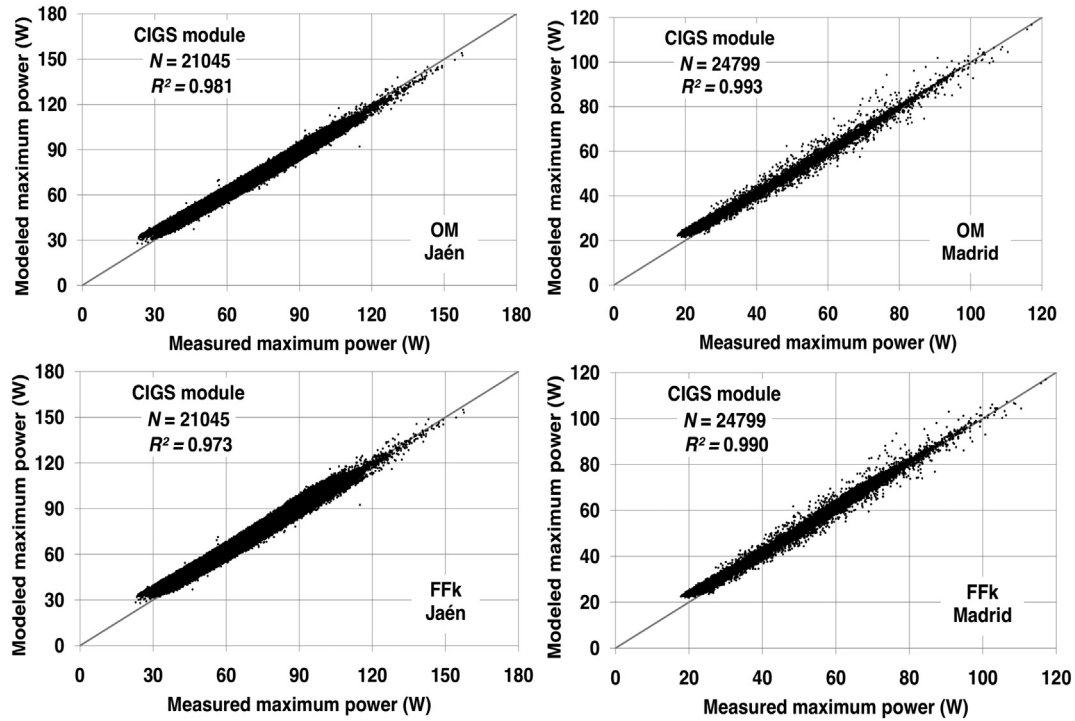 Modeled maximum power (W)
180
150
120
90
60
30
0
CIGS module
N = 21045
R² = 0.981
OM
Jaén
0 30 60 90 120 150 180
Measured maximum power (W)
Modeled maximum power (W)
120
100
80
60
40
20
0
CIGS module
N = 24799
R² = 0.993
OM
Madrid
0 20 40 60 80 100 120
Measured maximum power (W)
Modeled maximum power (W)
180
150
120
90
60
30
0
CIGS module
N = 21045
R² = 0.973
FFk
Jaén
0 30 60 90 120 150 180
Measured maximum power (W)
Modeled maximum power (W)
120
100
80
60
40
20
0
CIGS module
N = 24799
R² = 0.990
FFk
Madrid
0 20 40 60 80 100 120
Measured maximum power (W)